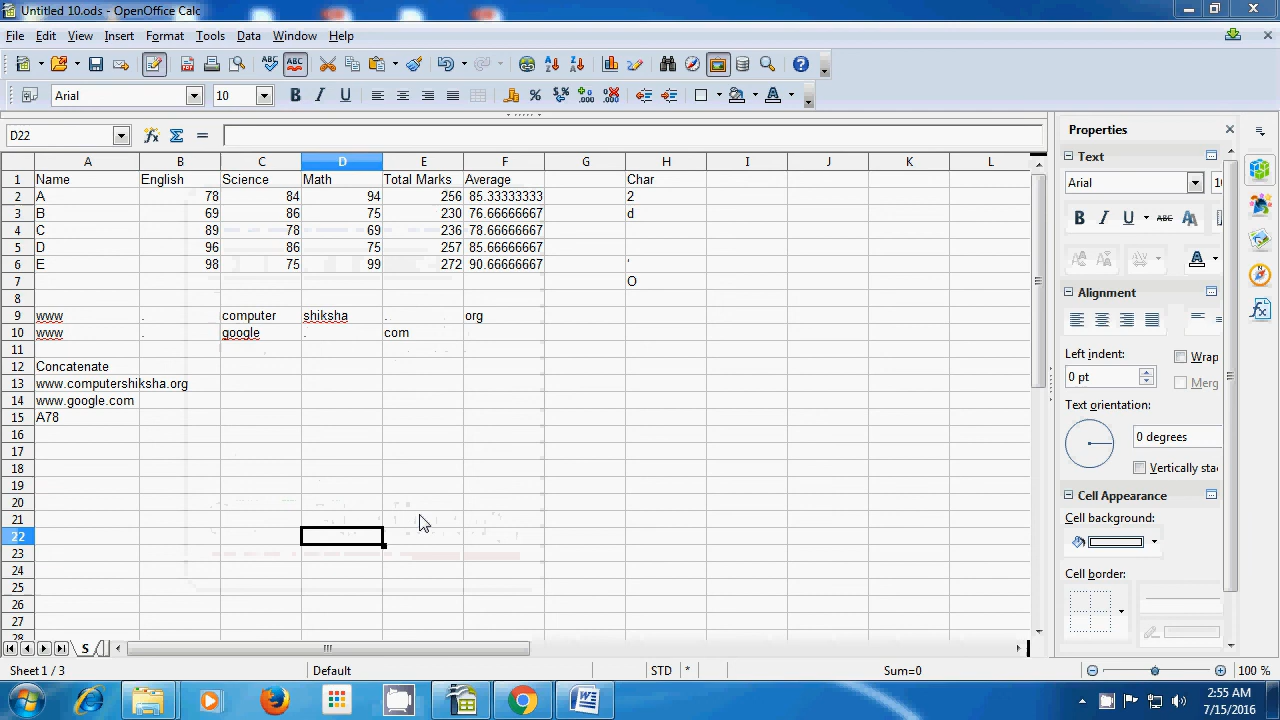 Untitled 10.ods - OpenOffice Calc
File Edit View Insert Format Tools Data Window Help
Arial 10
D22
A B C D E F G H I J K L
1 Name English Science Math Total Marks Average Char
2 A 78 84 94 256 85.33333333 2
3 B 69 86 75 230 76.66666667 d
4 C 89 78 69 236 78.66666667
5 D 96 86 75 257 85.66666667
6 E 98 75 99 272 90.66666667 '
7 O
8
9 www . computer shiksha . org
10 www . google . com
11
12 Concatenate
13 www.computershiksha.org
14 www.google.com
15 A78
16
17
18
19
20
21
22
23
24
25
26
27
28
Properties
Text
Arial
Alignment
Wrap
Left indent:
0 pt
Merg
Text orientation:
0 degrees
Vertically stac
Cell Appearance
Cell background:
Cell border:
S
Sheet 1 / 3 Default STD * Sum=0 100 %
2:55 AM
7/15/2016